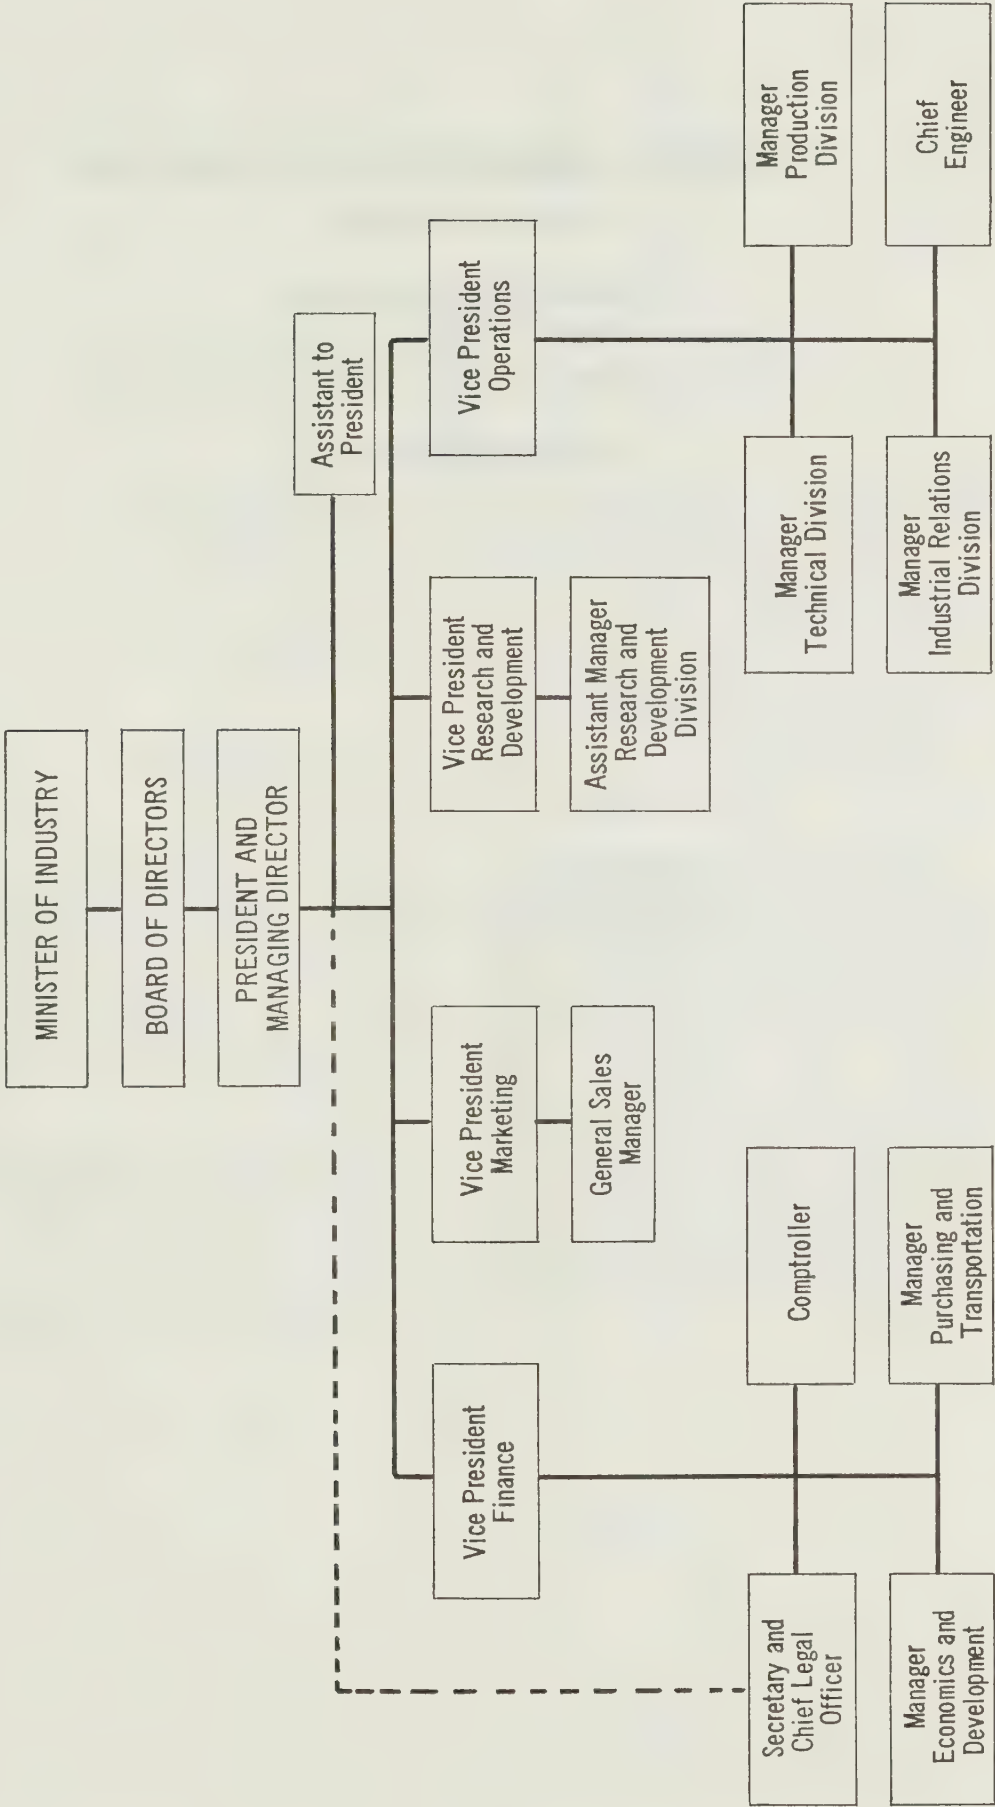 MINISTER OF INDUSTRY
BOARD OF DIRECTORS
PRESIDENT AND
MANAGING DIRECTOR
Assistant to
President
Vice President
Finance
Vice President
Marketing
Vice President
Research and
Development
Vice President
Operations
General Sales
Manager
Assistant Manager
Research and
Development
Division
Secretary and
Chief Legal
Officer
Comptroller
Manager
Technical Division
Manager
Production
Division
Manager
Economics and
Development
Manager
Purchasing and
Transportation
Manager
Industrial Relations
Division
Chief
Engineer